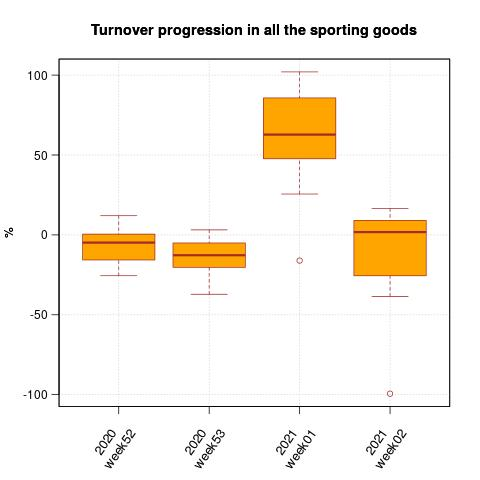 Turnover progression in all the sporting goods
100
50
0
-50
-100
%
2020
week52
2020
week53
2021
week01
2021
week02